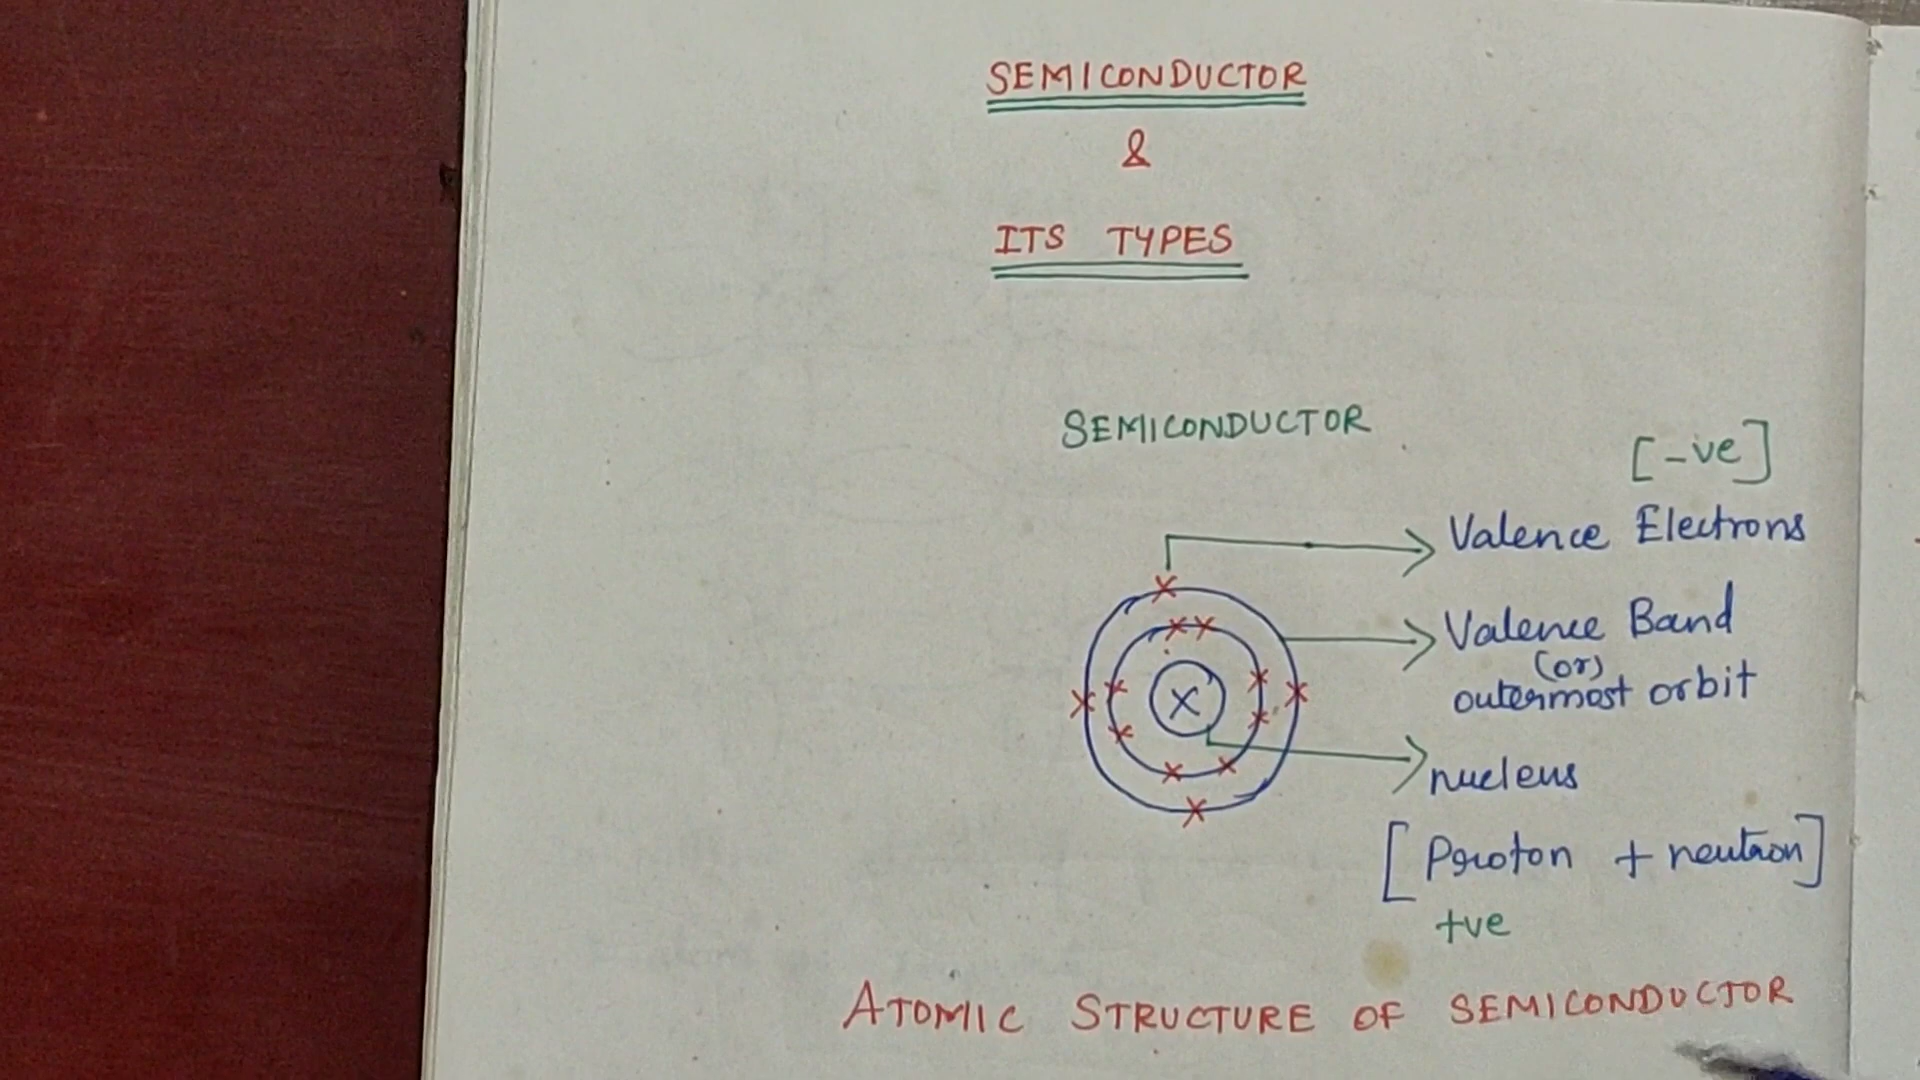 SEMICONDUCTOR
&
ITS TYPES
SEMICONDUCTOR
[-ve]
Valence Electrons
Valence Band
(or)
outermost orbit
nucleus
[Proton + neutron]
+ve
ATOMIC STRUCTURE OF SEMICONDUCTOR